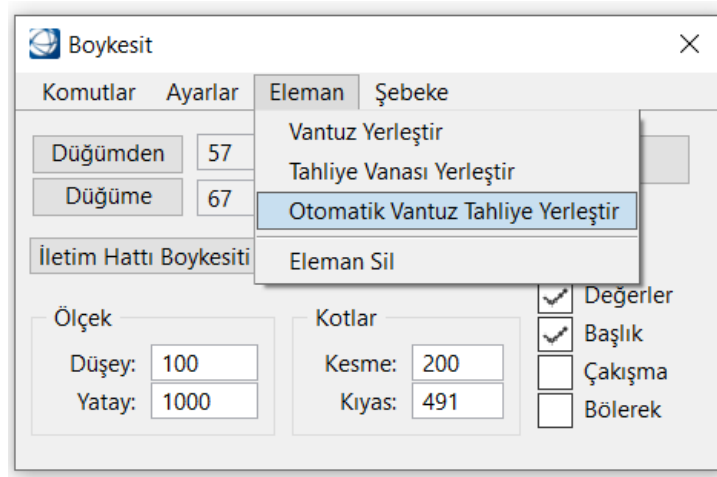 Boykesit
Komutlar Ayarlar Eleman Şebeke
Vantuz Yerleştir
Düğümden 57
Tahliye Vanası Yerleştir
Düğüme 67
Otomatik Vantuz Tahliye Yerleştir
İletim Hattı Boykesiti
Eleman Sil
Değerler
Ölçek Kotlar
Başlık
Düşey: 100 Kesme: 200
Çakışma
Yatay: 1000 Kıyas: 491
Bölerek